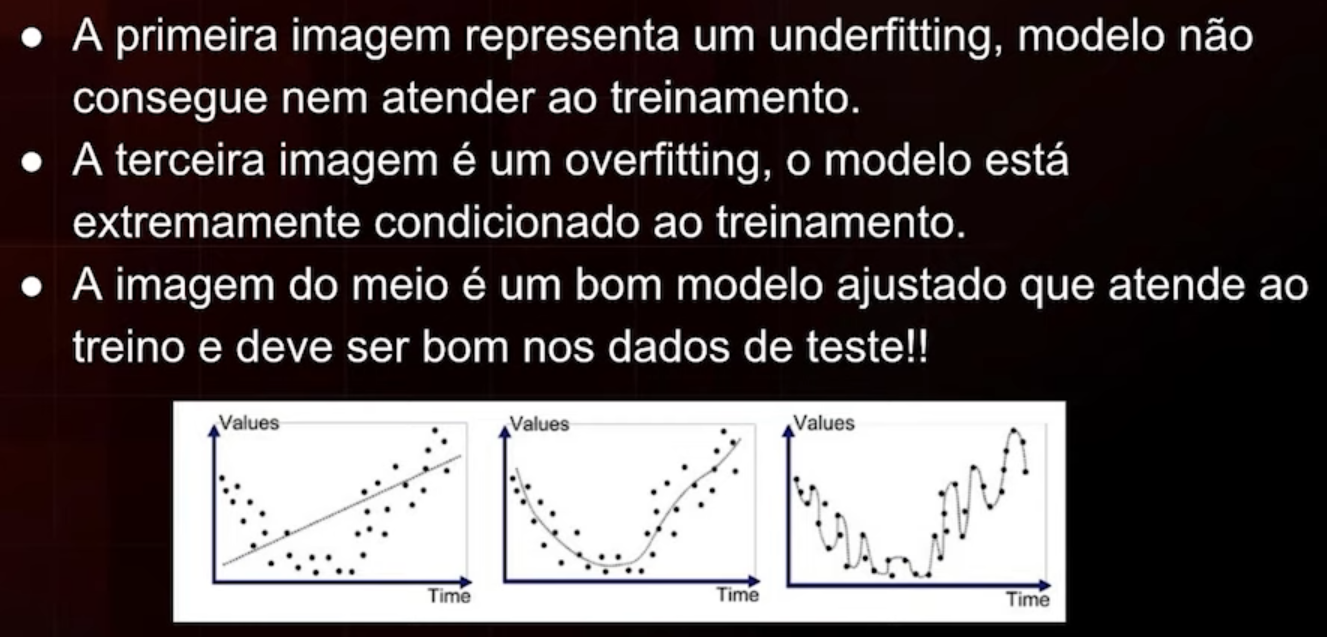 ● A primeira imagem representa um underfitting, modelo não
consegue nem atender ao treinamento.
● A terceira imagem é um overfitting, o modelo está
extremamente condicionado ao treinamento.
● A imagem do meio é um bom modelo ajustado que atende ao
treino e deve ser bom nos dados de teste!!
Values
Time
Values
Time
Values
Time